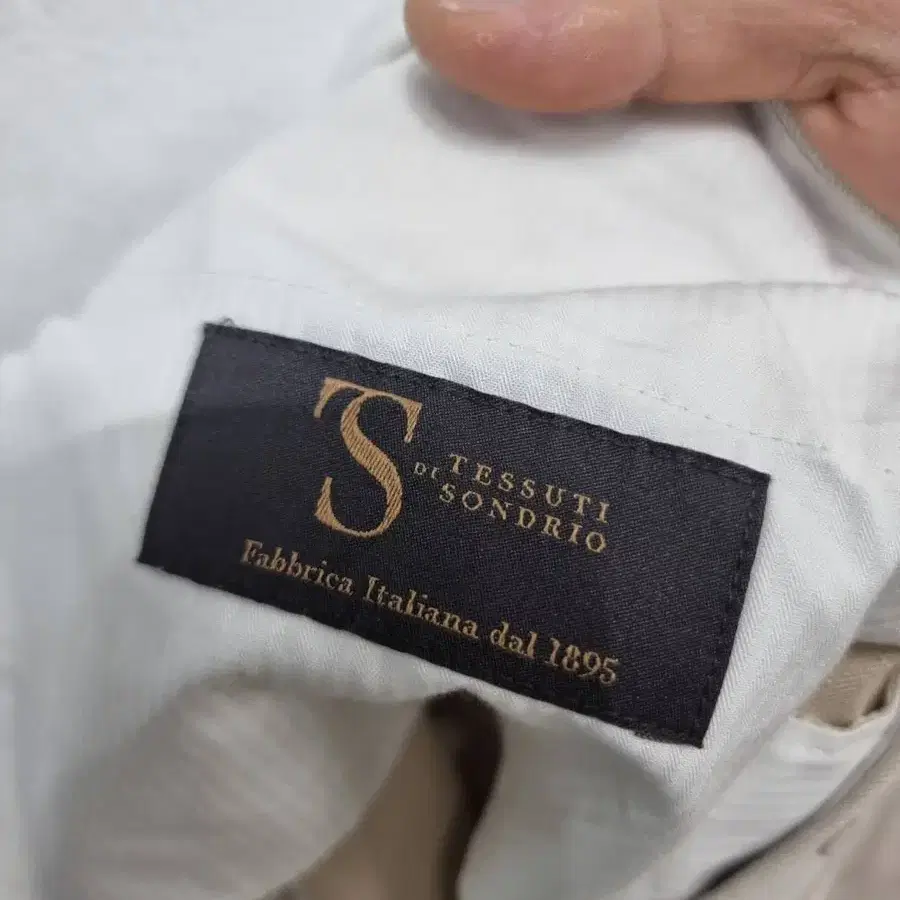 TS
DI TESSUTI
SONDRIO
Fabbrica Italiana dal 1895